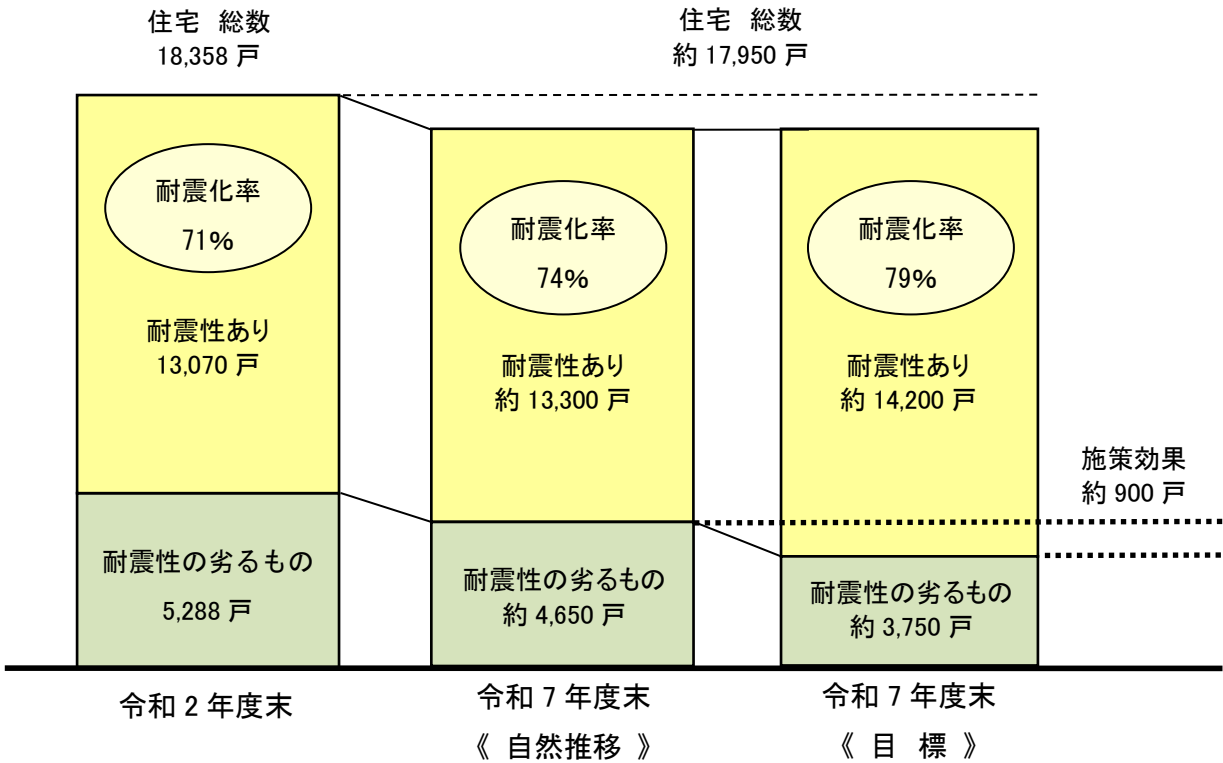 住宅 総数
18,358 戸
住宅 総数
約 17,950 戸
耐震化率
71%
耐震性あり
13,070 戸
耐震性の劣るもの
5,288 戸
耐震化率
74%
耐震性あり
約 13,300 戸
耐震性の劣るもの
約 4,650 戸
耐震化率
79%
耐震性あり
約 14,200 戸
耐震性の劣るもの
約 3,750 戸
施策効果
約 900 戸
令和 2 年度末
令和 7 年度末
《 自然推移 》
令和 7 年度末
《 目 標 》